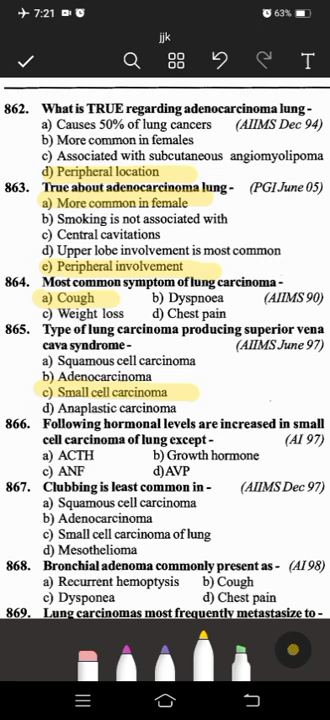 7:21
63%
jjk
T
862. What is TRUE regarding adenocarcinoma lung -
a) Causes 50% of lung cancers (AIIMS Dec 94)
b) More common in females
c) Associated with subcutaneous angiomyolipoma
d) Peripheral location
863. True about adenocarcinoma lung - (PGI June 05)
a) More common in female
b) Smoking is not associated with
c) Central cavitations
d) Upper lobe involvement is most common
e) Peripheral involvement
864. Most common symptom of lung carcinoma -
a) Cough b) Dyspnoea (AIIMS 90)
c) Weight loss d) Chest pain
865. Type of lung carcinoma producing superior vena
cava syndrome - (AIIMS June 97)
a) Squamous cell carcinoma
b) Adenocarcinoma
c) Small cell carcinoma
d) Anaplastic carcinoma
866. Following hormonal levels are increased in small
cell carcinoma of lung except - (AI 97)
a) ACTH b) Growth hormone
c) ANF d) AVP
867. Clubbing is least common in - (AIIMS Dec 97)
a) Squamous cell carcinoma
b) Adenocarcinoma
c) Small cell carcinoma of lung
d) Mesothelioma
868. Bronchial adenoma commonly present as - (AI 98)
a) Recurrent hemoptysis b) Cough
c) Dysponea d) Chest pain
869. Lung carcinomas most frequently metastasize to -